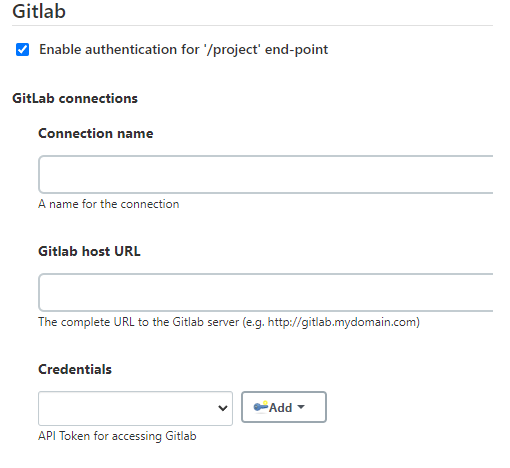 Gitlab
Enable authentication for '/project' end-point
GitLab connections
Connection name
A name for the connection
Gitlab host URL
The complete URL to the Gitlab server (e.g. http://gitlab.mydomain.com)
Credentials
Add
API Token for accessing Gitlab